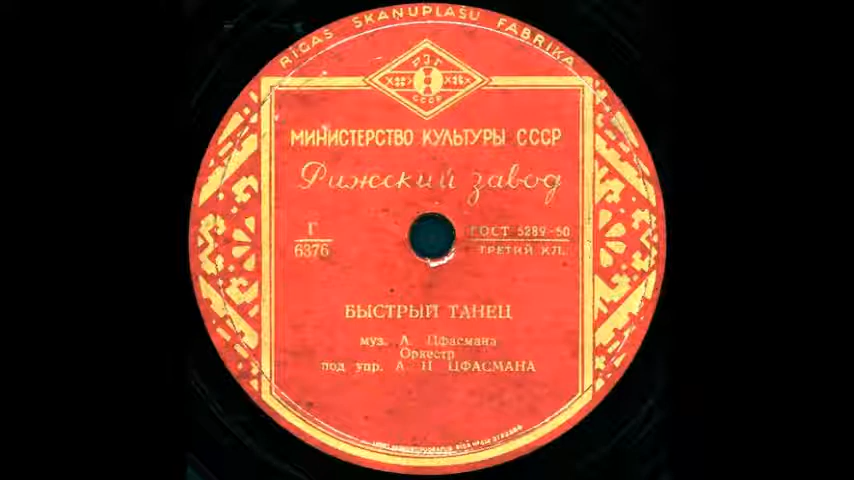 RIGAS SKAŅUPLAŠU FABRIKA
РЗГ
СССР
МИНИСТЕРСТВО КУЛЬТУРЫ СССР
Рижский завод
Г
6376
ГОСТ 5289-50
ТРЕТИЙ КЛ.
БЫСТРЫЙ ТАНЕЦ
муз. А. Цфасмана
Оркестр
под упр. А Н ЦФАСМАНА